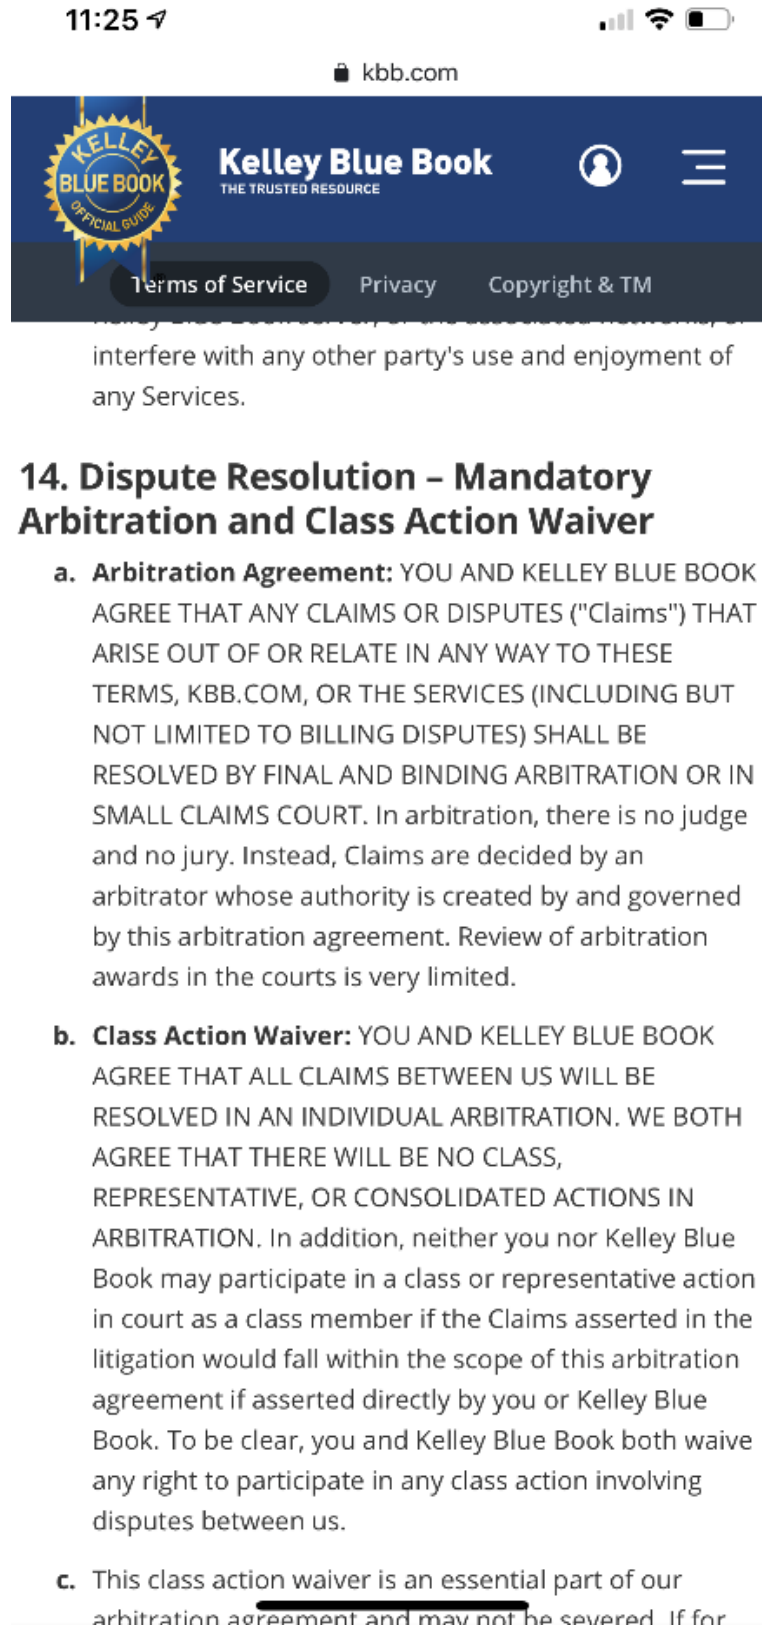 11:25
kbb.com
KELLEY
BLUE BOOK
OFFICIAL GUIDE
Kelley Blue Book
THE TRUSTED RESOURCE
Terms of Service Privacy Copyright & TM
interfere with any other party's use and enjoyment of
any Services.
14. Dispute Resolution – Mandatory
Arbitration and Class Action Waiver
a. Arbitration Agreement: YOU AND KELLEY BLUE BOOK
AGREE THAT ANY CLAIMS OR DISPUTES ("Claims") THAT
ARISE OUT OF OR RELATE IN ANY WAY TO THESE
TERMS, KBB.COM, OR THE SERVICES (INCLUDING BUT
NOT LIMITED TO BILLING DISPUTES) SHALL BE
RESOLVED BY FINAL AND BINDING ARBITRATION OR IN
SMALL CLAIMS COURT. In arbitration, there is no judge
and no jury. Instead, Claims are decided by an
arbitrator whose authority is created by and governed
by this arbitration agreement. Review of arbitration
awards in the courts is very limited.
b. Class Action Waiver: YOU AND KELLEY BLUE BOOK
AGREE THAT ALL CLAIMS BETWEEN US WILL BE
RESOLVED IN AN INDIVIDUAL ARBITRATION. WE BOTH
AGREE THAT THERE WILL BE NO CLASS,
REPRESENTATIVE, OR CONSOLIDATED ACTIONS IN
ARBITRATION. In addition, neither you nor Kelley Blue
Book may participate in a class or representative action
in court as a class member if the Claims asserted in the
litigation would fall within the scope of this arbitration
agreement if asserted directly by you or Kelley Blue
Book. To be clear, you and Kelley Blue Book both waive
any right to participate in any class action involving
disputes between us.
c. This class action waiver is an essential part of our
arbitration agreement and may not be severed. If for